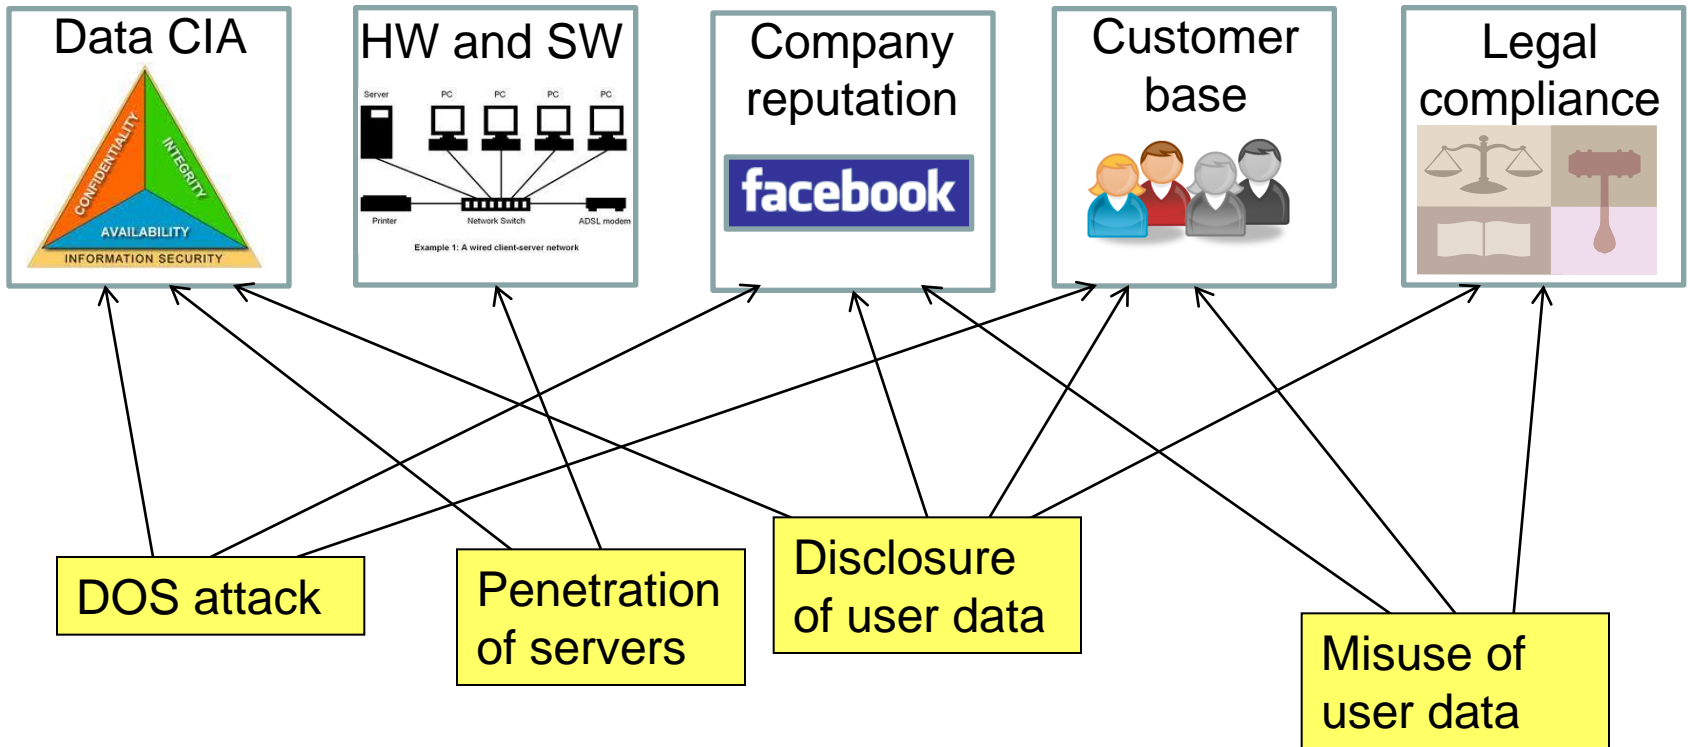 Data CIA
CONFIDENTIALITY
INTEGRITY
AVAILABILITY
INFORMATION SECURITY
HW and SW
Server
PC
PC
PC
PC
Printer
Network Switch
ADSL modem
Example 1: A wired client-server network
Company
reputation
facebook
Customer
base
Legal
compliance
DOS attack
Penetration
of servers
Disclosure
of user data
Misuse of
user data